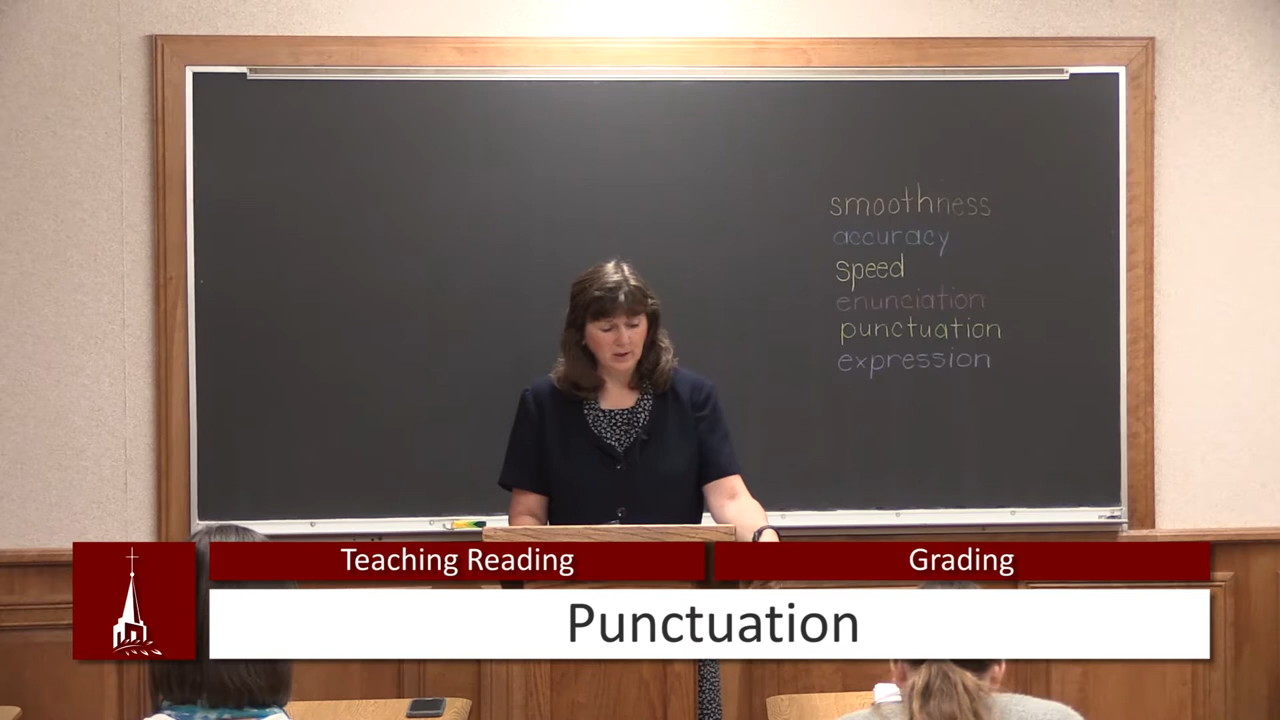 smoothness
accuracy
speed
enunciation
punctuation
expression
Teaching Reading
Grading
Punctuation